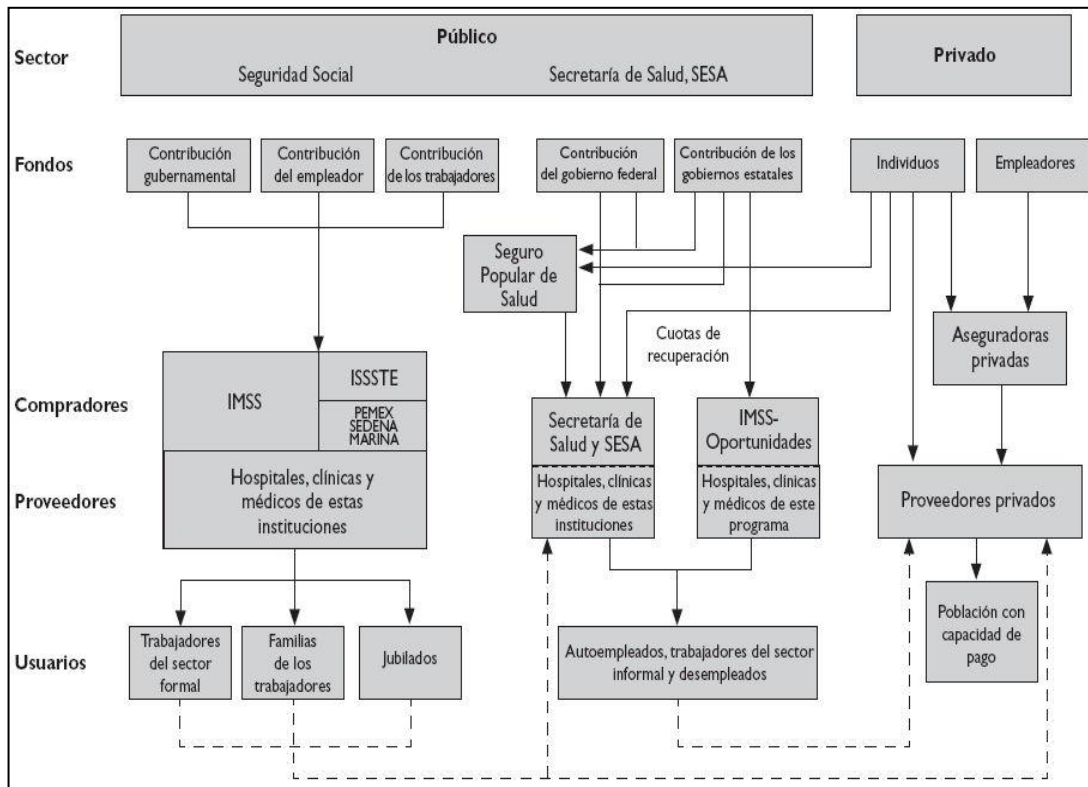 Sector
Público
Seguridad Social
Secretaría de Salud, SESA
Privado
Fondos
Contribución
gubernamental
Contribución
del empleador
Contribución
de los trabajadores
Contribución
del gobierno federal
Contribución de los
gobiernos estatales
Individuos
Empleadores
Seguro
Popular de
Salud
Cuotas de
recuperación
Aseguradoras
privadas
Compradores
IMSS
ISSSTE
PEMEX
SEDENA
MARINA
Secretaría de
Salud y SESA
IMSS-
Oportunidades
Proveedores
Hospitales, clínicas y
médicos de estas
instituciones
Hospitales, clínicas
y médicos de estas
instituciones
Hospitales, clínicas
y médicos de este
programa
Proveedores privados
Usuarios
Trabajadores
del sector
formal
Familias
de los
trabajadores
Jubilados
Autoempleados, trabajadores del sector
informal y desempleados
Población con
capacidad de
pago